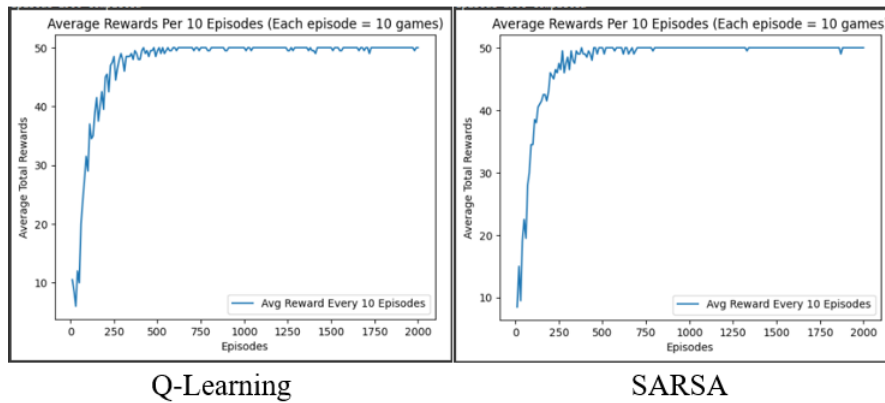 Average Rewards Per 10 Episodes (Each episode = 10 games)
50
40
30
20
10
Average Total Rewards
Avg Reward Every 10 Episodes
0 250 500 750 1000 1250 1500 1750 2000
Episodes
Q-Learning
Average Rewards Per 10 Episodes (Each episode = 10 games)
50
40
30
20
10
Average Total Rewards
Avg Reward Every 10 Episodes
0 250 500 750 1000 1250 1500 1750 2000
Episodes
SARSA